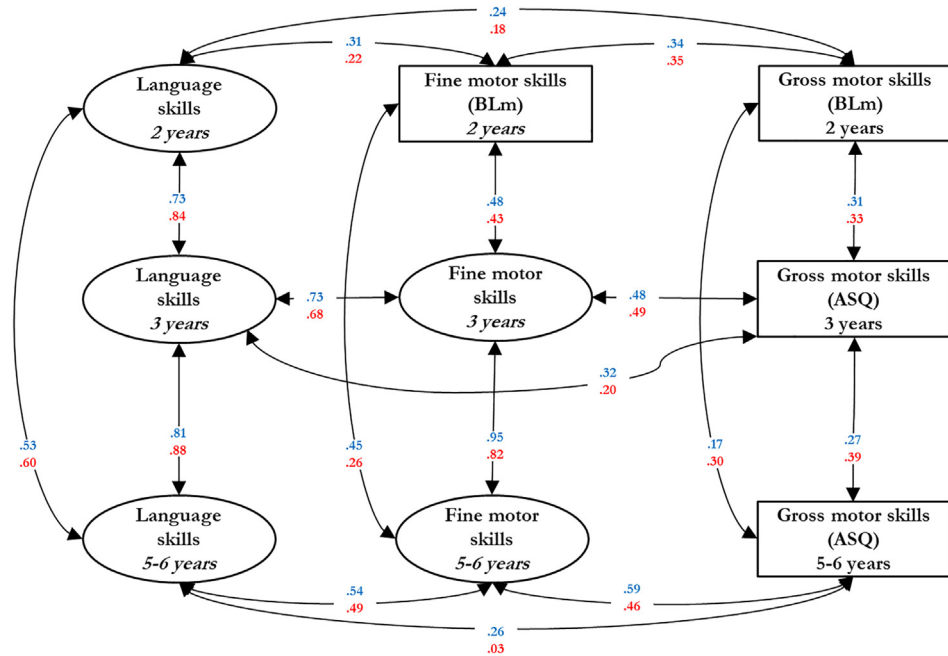 .24
.18
.31
.22
.34
.35
Language
skills
2 years
Fine motor skills
(BLm)
2 years
Gross motor skills
(BLm)
2 years
.73
.84
.48
.43
.31
.33
Language
skills
3 years
.73
.68
Fine motor
skills
3 years
.48
.49
Gross motor skills
(ASQ)
3 years
.32
.20
.53
.60
.81
.88
.45
.26
.95
.82
.17
.30
.27
.39
Language
skills
5-6 years
Fine motor
skills
5-6 years
Gross motor skills
(ASQ)
5-6 years
.54
.49
.59
.46
.26
.03